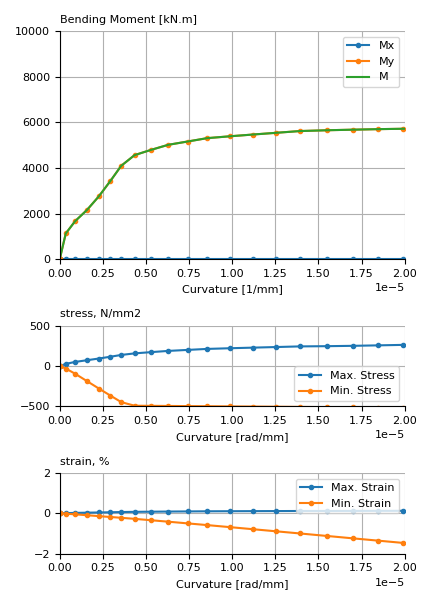 Bending Moment [kN.m]
10000
8000
6000
4000
2000
0
Mx
My
M
0.00 0.25 0.50 0.75 1.00 1.25 1.50 1.75 2.00
Curvature [1/mm]
1e−5
stress, N/mm2
500
0
−500
Max. Stress
Min. Stress
0.00 0.25 0.50 0.75 1.00 1.25 1.50 1.75 2.00
Curvature [rad/mm]
1e−5
strain, %
2
0
−2
Max. Strain
Min. Strain
0.00 0.25 0.50 0.75 1.00 1.25 1.50 1.75 2.00
Curvature [rad/mm]
1e−5